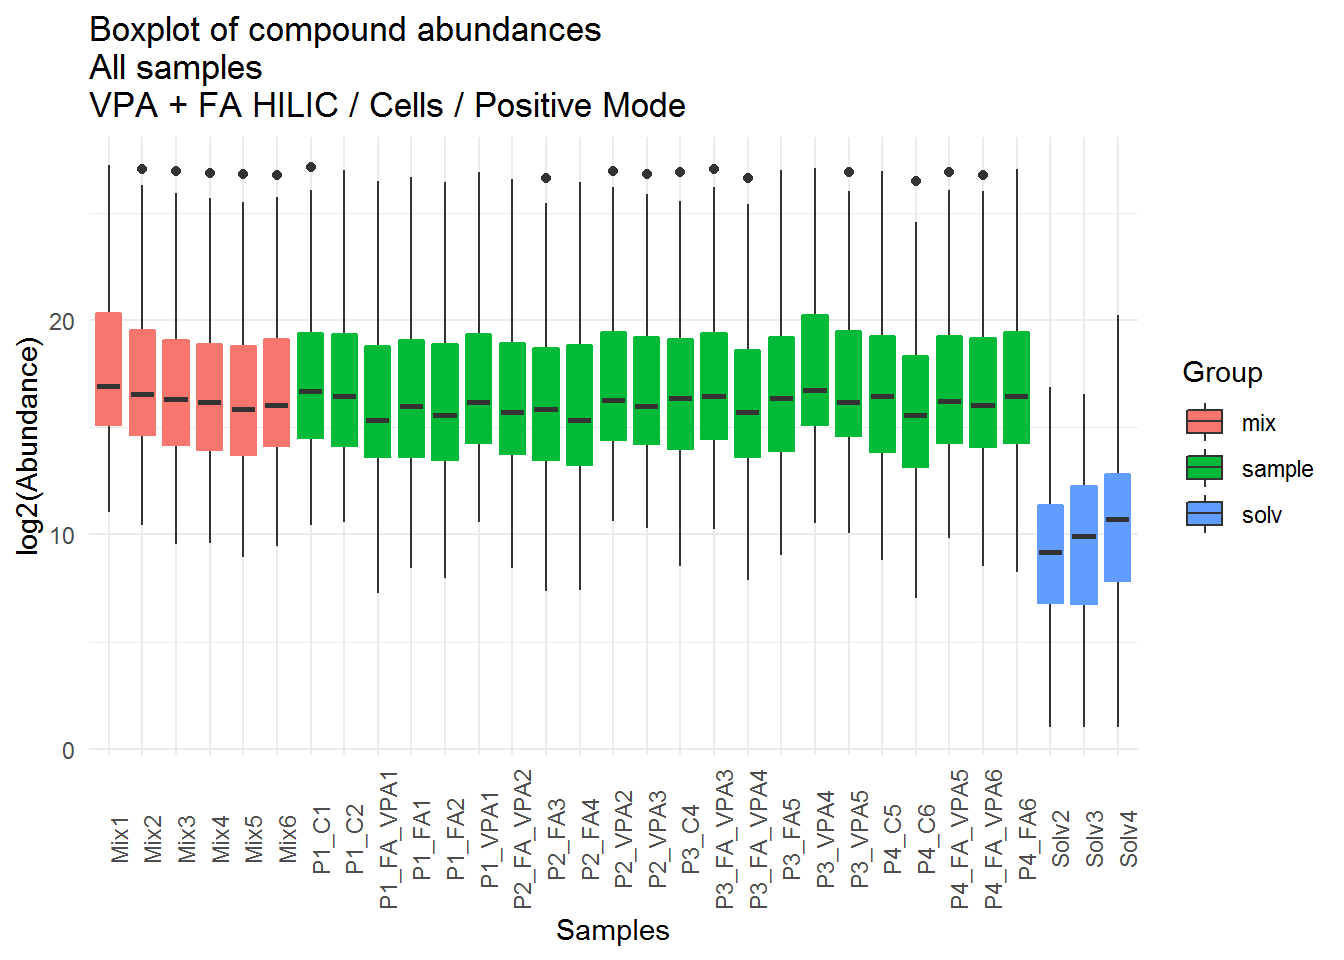 Boxplot of compound abundances
All samples
VPA + FA HILIC / Cells / Positive Mode
log2(Abundance)
20
10
0
Mix1
Mix2
Mix3
Mix4
Mix5
Mix6
P1_C1
P1_C2
P1_FA_VPA1
P1_FA1
P1_FA2
P1_VPA1
P2_FA_VPA2
P2_FA3
P2_FA4
P2_VPA2
P2_VPA3
P3_C4
P3_FA_VPA3
P3_FA_VPA4
P3_FA5
P3_VPA4
P3_VPA5
P4_C5
P4_C6
P4_FA_VPA5
P4_FA_VPA6
P4_FA6
Solv2
Solv3
Solv4
Samples
Group
mix
sample
solv